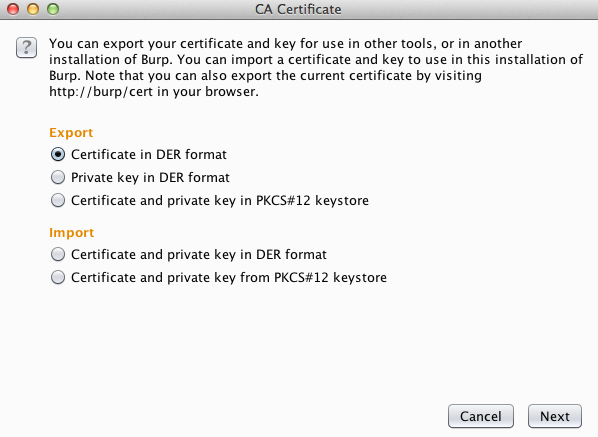 CA Certificate
?
You can export your certificate and key for use in other tools, or in another
installation of Burp. You can import a certificate and key to use in this installation of
Burp. Note that you can also export the current certificate by visiting
http://burp/cert in your browser.
Export
Certificate in DER format
Private key in DER format
Certificate and private key in PKCS#12 keystore
Import
Certificate and private key in DER format
Certificate and private key from PKCS#12 keystore
Cancel Next